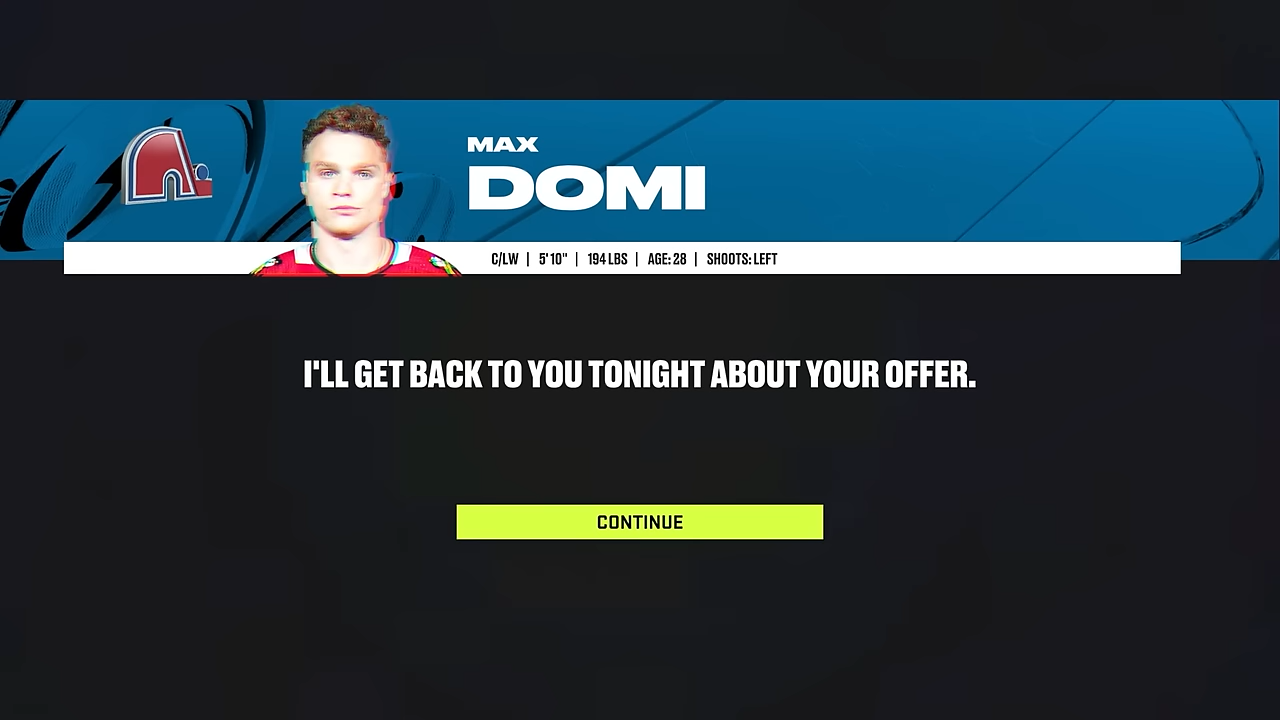 MAX
DOMI
C/LW | 5'10" | 194 LBS | AGE: 28 | SHOOTS: LEFT
I'LL GET BACK TO YOU TONIGHT ABOUT YOUR OFFER.
CONTINUE